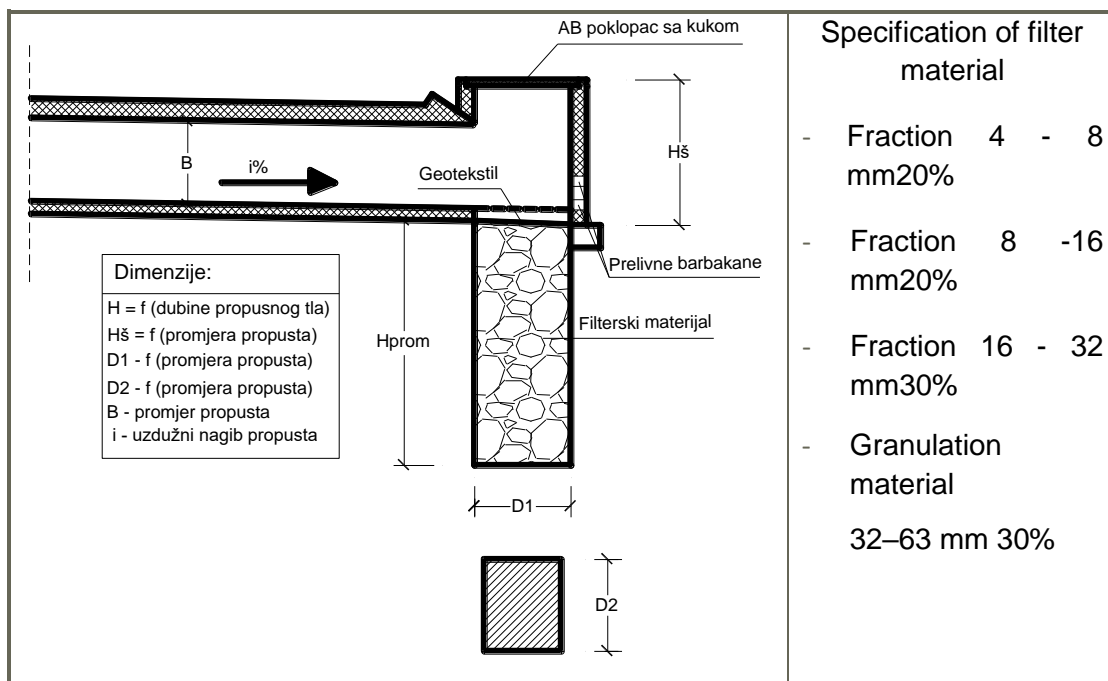 AB poklopac sa kukom
B
i%
Hš
Geotekstil
Prelivne barbakane
Dimenzije:
H = f (dubine propusnog tla)
Hš = f (promjera propusta)
D1 - f (promjera propusta)
D2 - f (promjera propusta)
B - promjer propusta
i - uzdužni nagib propusta
Hprom
Filterski materijal
D1
D2
Specification of filter
material
- Fraction 4 - 8
mm20%
- Fraction 8 -16
mm20%
- Fraction 16 - 32
mm30%
- Granulation
material
32–63 mm 30%